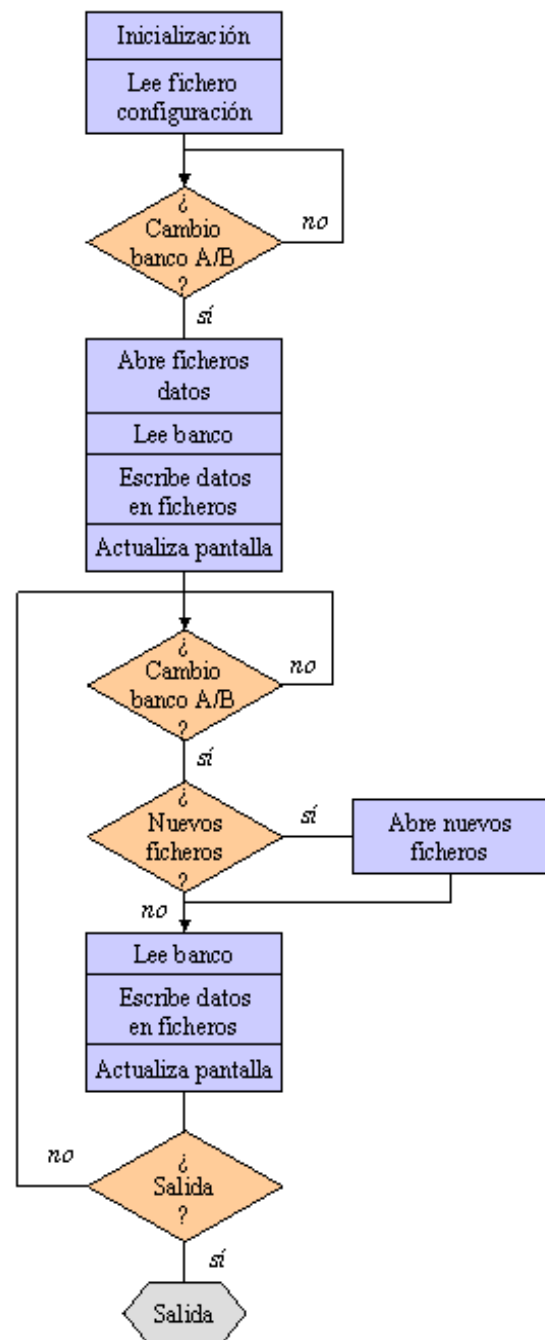 Inicialización
Lee fichero
configuración
¿
Cambio
banco A/B
?
no
sí
Abre ficheros
datos
Lee banco
Escribe datos
en ficheros
Actualiza pantalla
¿
Cambio
banco A/B
?
no
sí
¿
Nuevos
ficheros
?
sí
Abre nuevos
ficheros
no
Lee banco
Escribe datos
en ficheros
Actualiza pantalla
no
¿
Salida
?
sí
Salida